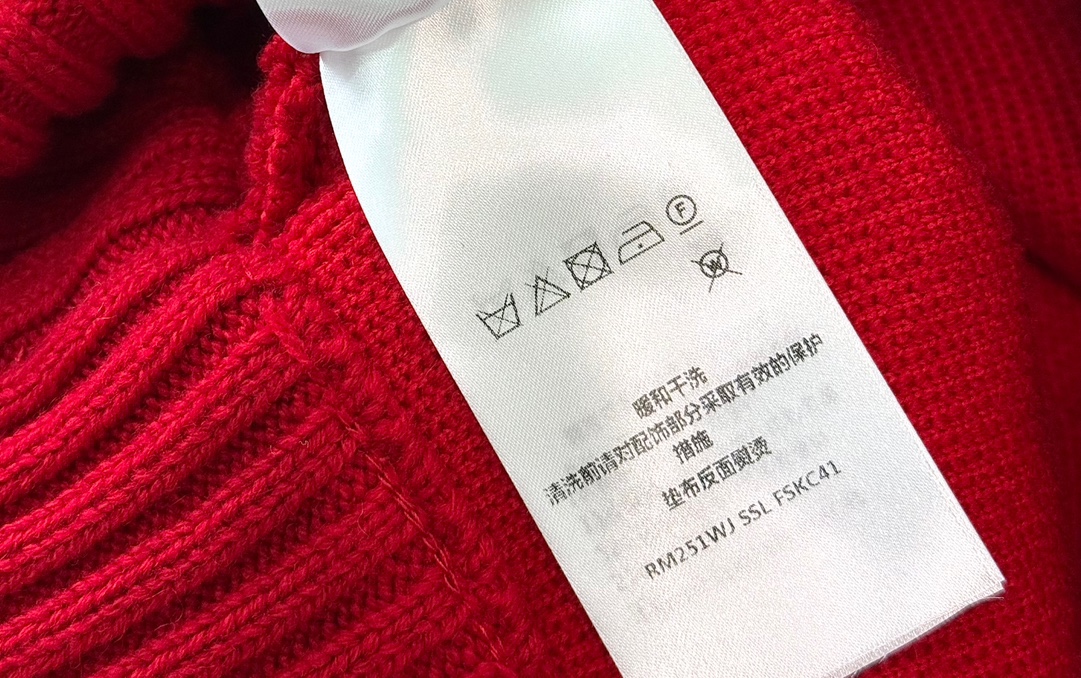 F
W
暖和干洗
清洗前请对配饰部分采取有效的保护
措施
垫布反面熨烫
RM251WJ SSL FSKC41